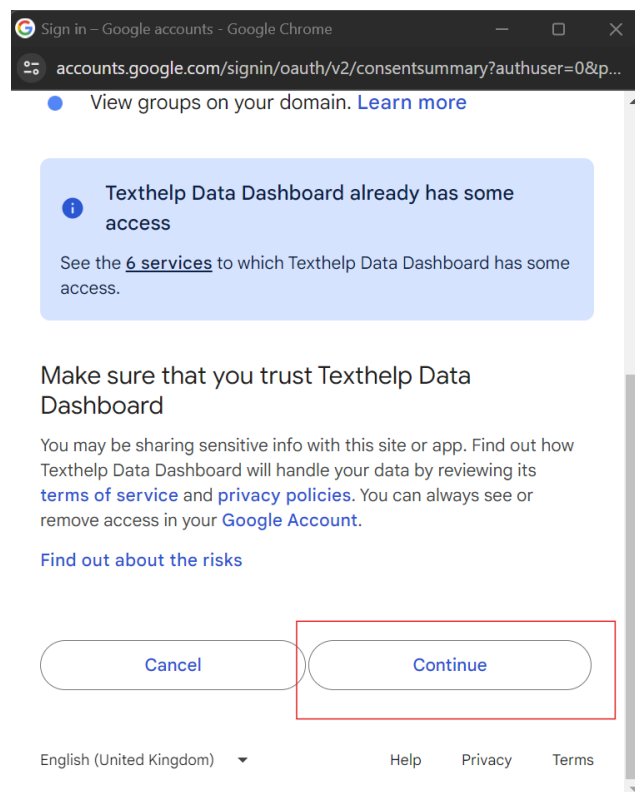 Sign in – Google accounts - Google Chrome
accounts.google.com/signin/oauth/v2/consentsummary?authuser=0&p...
View groups on your domain. Learn more
Texthelp Data Dashboard already has some
access
See the 6 services to which Texthelp Data Dashboard has some
access.
Make sure that you trust Texthelp Data
Dashboard
You may be sharing sensitive info with this site or app. Find out how
Texthelp Data Dashboard will handle your data by reviewing its
terms of service and privacy policies. You can always see or
remove access in your Google Account.
Find out about the risks
Cancel Continue
English (United Kingdom) Help Privacy Terms